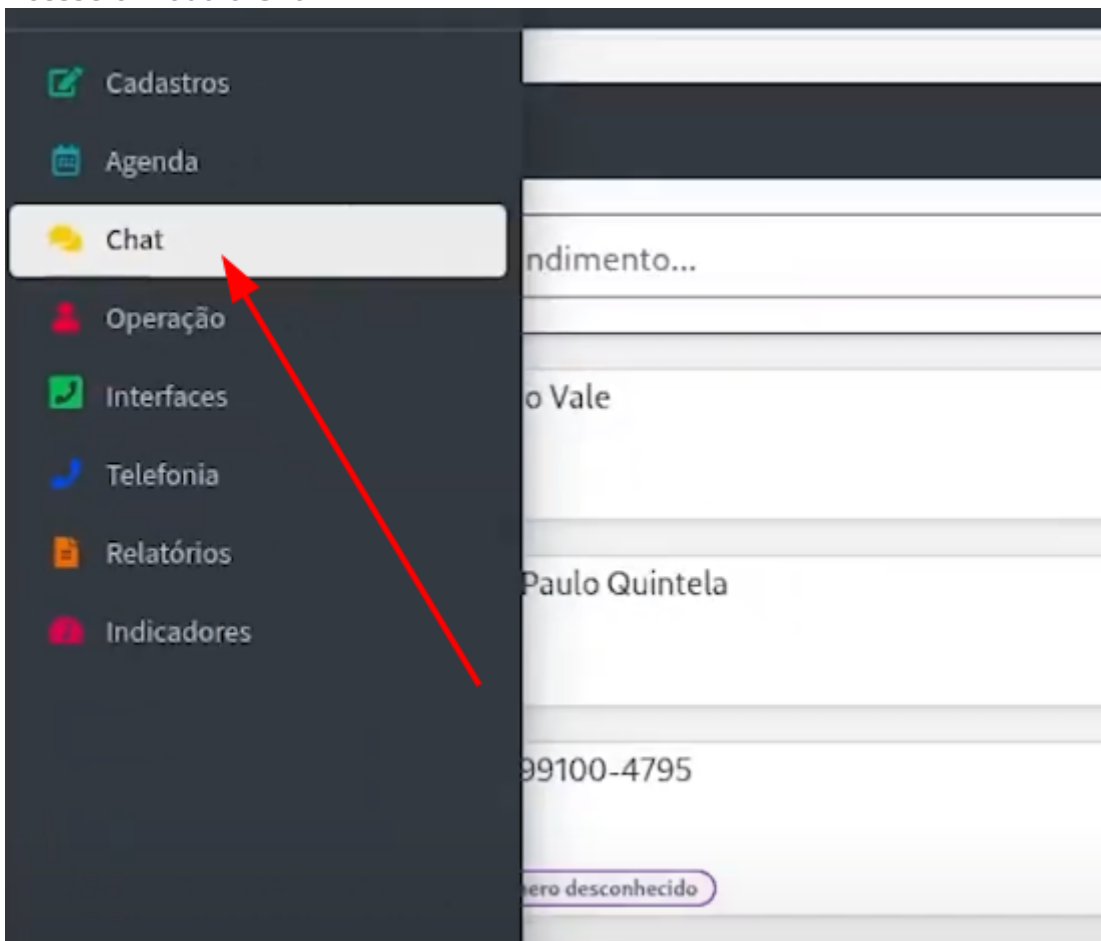 Cadastros
Agenda
Chat
Operação
Interfaces
Telefonia
Relatórios
Indicadores
ndimento...
o Vale
Paulo Quintela
99100-4795
ero desconhecido